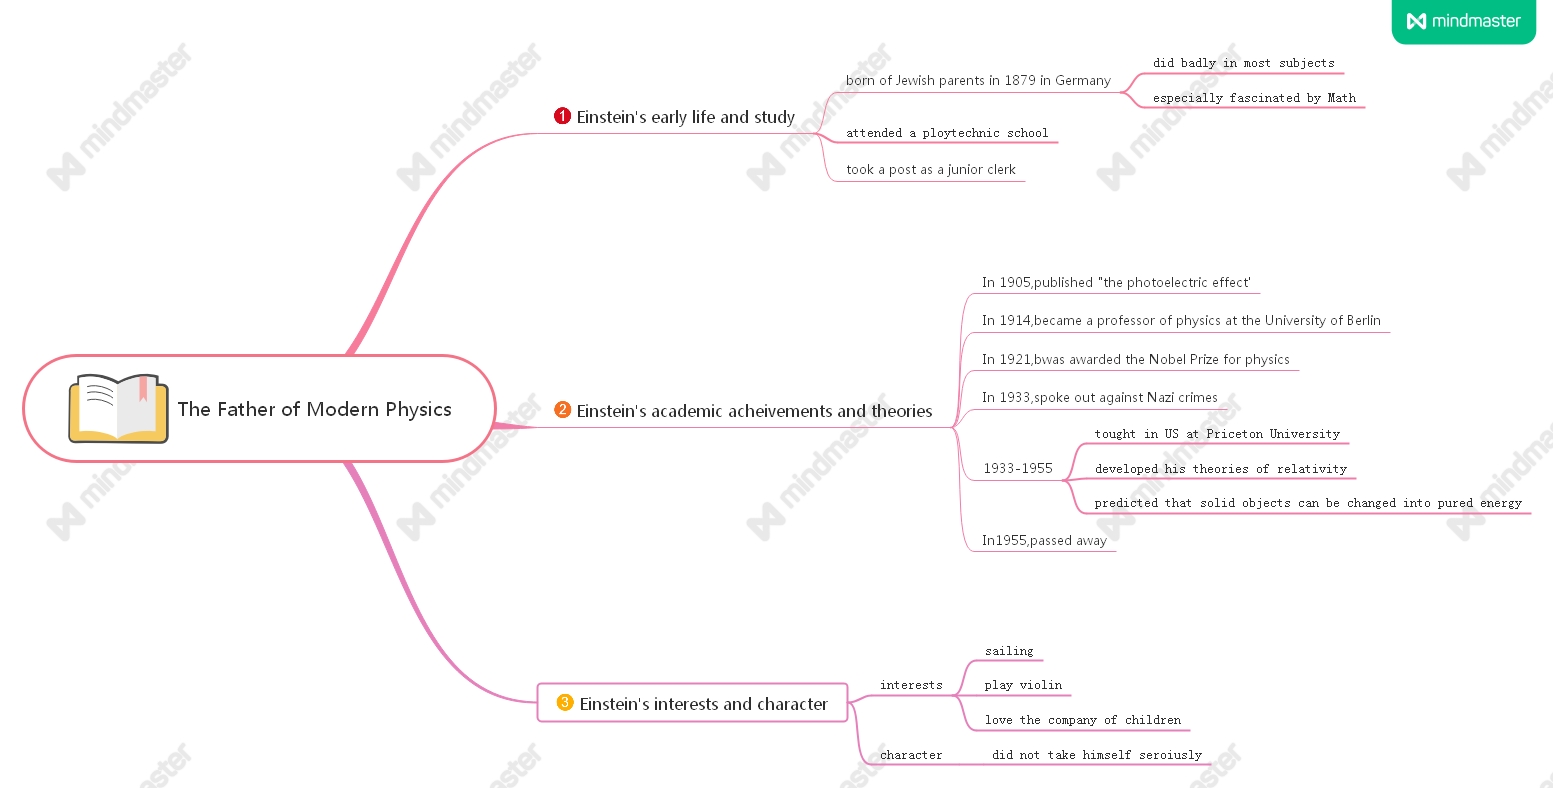 mindmaster
The Father of Modern Physics
1 Einstein's early life and study
born of Jewish parents in 1879 in Germany
did badly in most subjects
especially fascinated by Math
attended a ploytechnic school
took a post as a junior clerk
2 Einstein's academic acheivements and theories
In 1905,published "the photoelectric effect'
In 1914,became a professor of physics at the University of Berlin
In 1921,bwas awarded the Nobel Prize for physics
In 1933,spoke out against Nazi crimes
1933-1955
tought in US at Priceton University
developed his theories of relativity
predicted that solid objects can be changed into pured energy
In1955,passed away
3 Einstein's interests and character
interests
sailing
play violin
love the company of children
character
did not take himself seroiusly